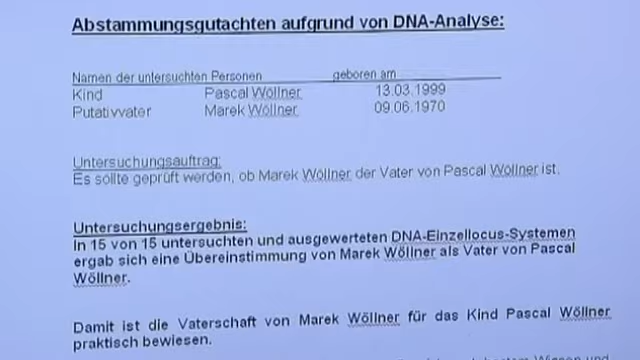 Abstammungsgutachten aufgrund von DNA-Analyse:
Namen der untersuchten Personen geboren am
Kind Pascal Wöllner 13.03.1999
Putativvater Marek Wöllner 09.06.1970
Untersuchungsauftrag:
Es sollte geprüft werden, ob Marek Wöllner der Vater von Pascal Wöllner ist.
Untersuchungsergebnis:
In 15 von 15 untersuchten und ausgewerteten DNA-Einzellocus-Systemen
ergab sich eine Übereinstimmung von Marek Wöllner als Vater von Pascal
Wöllner.
Damit ist die Vaterschaft von Marek Wöllner für das Kind Pascal Wöllner
praktisch bewiesen.